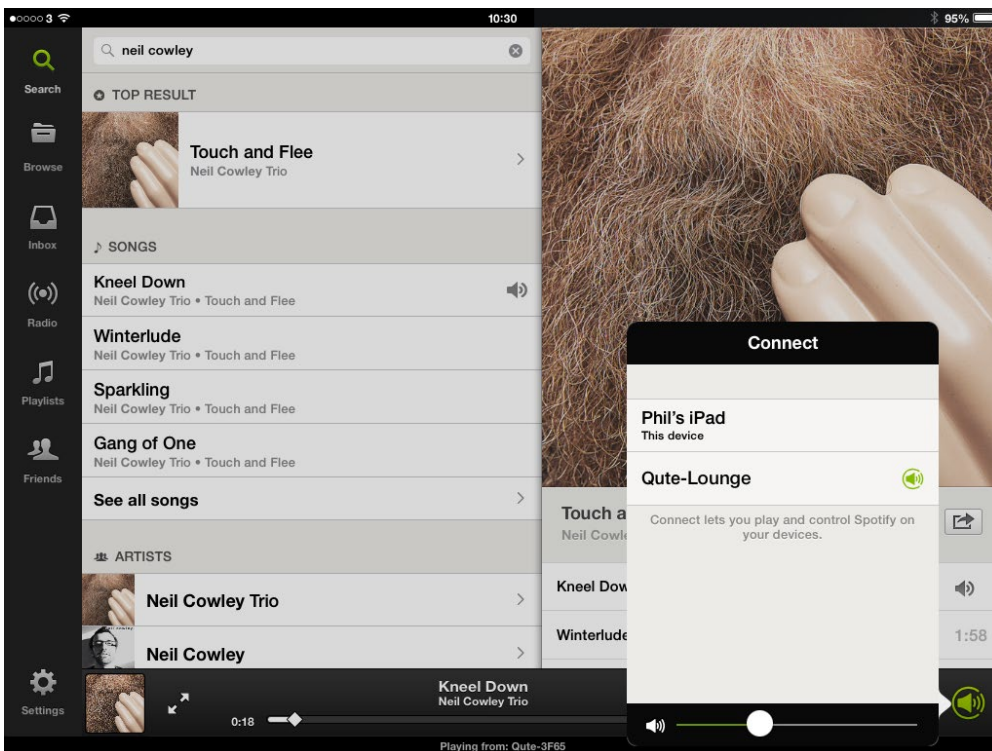 3
10:30
95%
Search
Browse
Inbox
Radio
Playlists
Friends
Settings
neil cowley
TOP RESULT
Touch and Flee
Neil Cowley Trio
SONGS
Kneel Down
Neil Cowley Trio • Touch and Flee
Winterlude
Neil Cowley Trio • Touch and Flee
Sparkling
Neil Cowley Trio • Touch and Flee
Gang of One
Neil Cowley Trio • Touch and Flee
See all songs
ARTISTS
Neil Cowley Trio
Neil Cowley
Touch a
Neil Cowle
Kneel Dow
Winterlude
1:58
Connect
Phil's iPad
This device
Qute-Lounge
Connect lets you play and control Spotify on
your devices.
Kneel Down
Neil Cowley Trio
0:18
Playing from: Qute-3F65